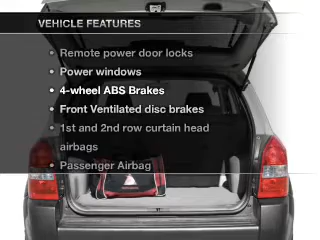 VEHICLE FEATURES
• Remote power door locks
• Power windows
• 4-wheel ABS Brakes
• Front Ventilated disc brakes
• 1st and 2nd row curtain head
airbags
• Passenger Airbag